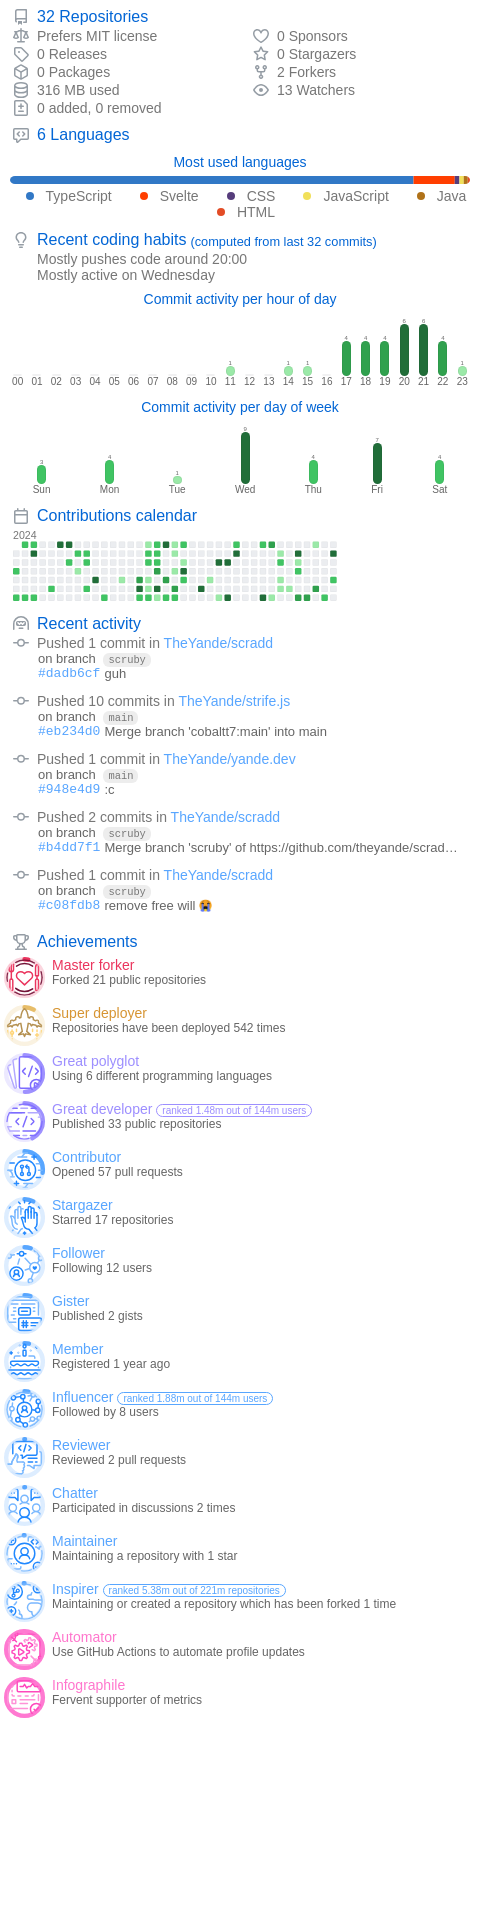 32 Repositories
Prefers MIT license
0 Sponsors
0 Releases
0 Stargazers
0 Packages
2 Forkers
316 MB used
13 Watchers
0 added, 0 removed
6 Languages
Most used languages
TypeScript Svelte CSS JavaScript Java
HTML
Recent coding habits (computed from last 32 commits)
Mostly pushes code around 20:00
Mostly active on Wednesday
Commit activity per hour of day
1 1 1 4 4 4 6 6 4 1
00 01 02 03 04 05 06 07 08 09 10 11 12 13 14 15 16 17 18 19 20 21 22 23
Commit activity per day of week
3 4 1 9 4 7 4
Sun Mon Tue Wed Thu Fri Sat
Contributions calendar
2024
Recent activity
Pushed 1 commit in TheYande/scradd
on branch scruby
#dadb6cf guh
Pushed 10 commits in TheYande/strife.js
on branch main
#eb234d0 Merge branch 'cobaltt7:main' into main
Pushed 1 commit in TheYande/yande.dev
on branch main
#948e4d9 :c
Pushed 2 commits in TheYande/scradd
on branch scruby
#b4dd7f1 Merge branch 'scruby' of https://github.com/theyande/scrad…
Pushed 1 commit in TheYande/scradd
on branch scruby
#c08fdb8 remove free will 😭
Achievements
Master forker
Forked 21 public repositories
Super deployer
Repositories have been deployed 542 times
Great polyglot
Using 6 different programming languages
Great developer ranked 1.48m out of 144m users
Published 33 public repositories
Contributor
Opened 57 pull requests
Stargazer
Starred 17 repositories
Follower
Following 12 users
Gister
Published 2 gists
Member
Registered 1 year ago
Influencer ranked 1.88m out of 144m users
Followed by 8 users
Reviewer
Reviewed 2 pull requests
Chatter
Participated in discussions 2 times
Maintainer
Maintaining a repository with 1 star
Inspirer ranked 5.38m out of 221m repositories
Maintaining or created a repository which has been forked 1 time
Automator
Use GitHub Actions to automate profile updates
Infographile
Fervent supporter of metrics